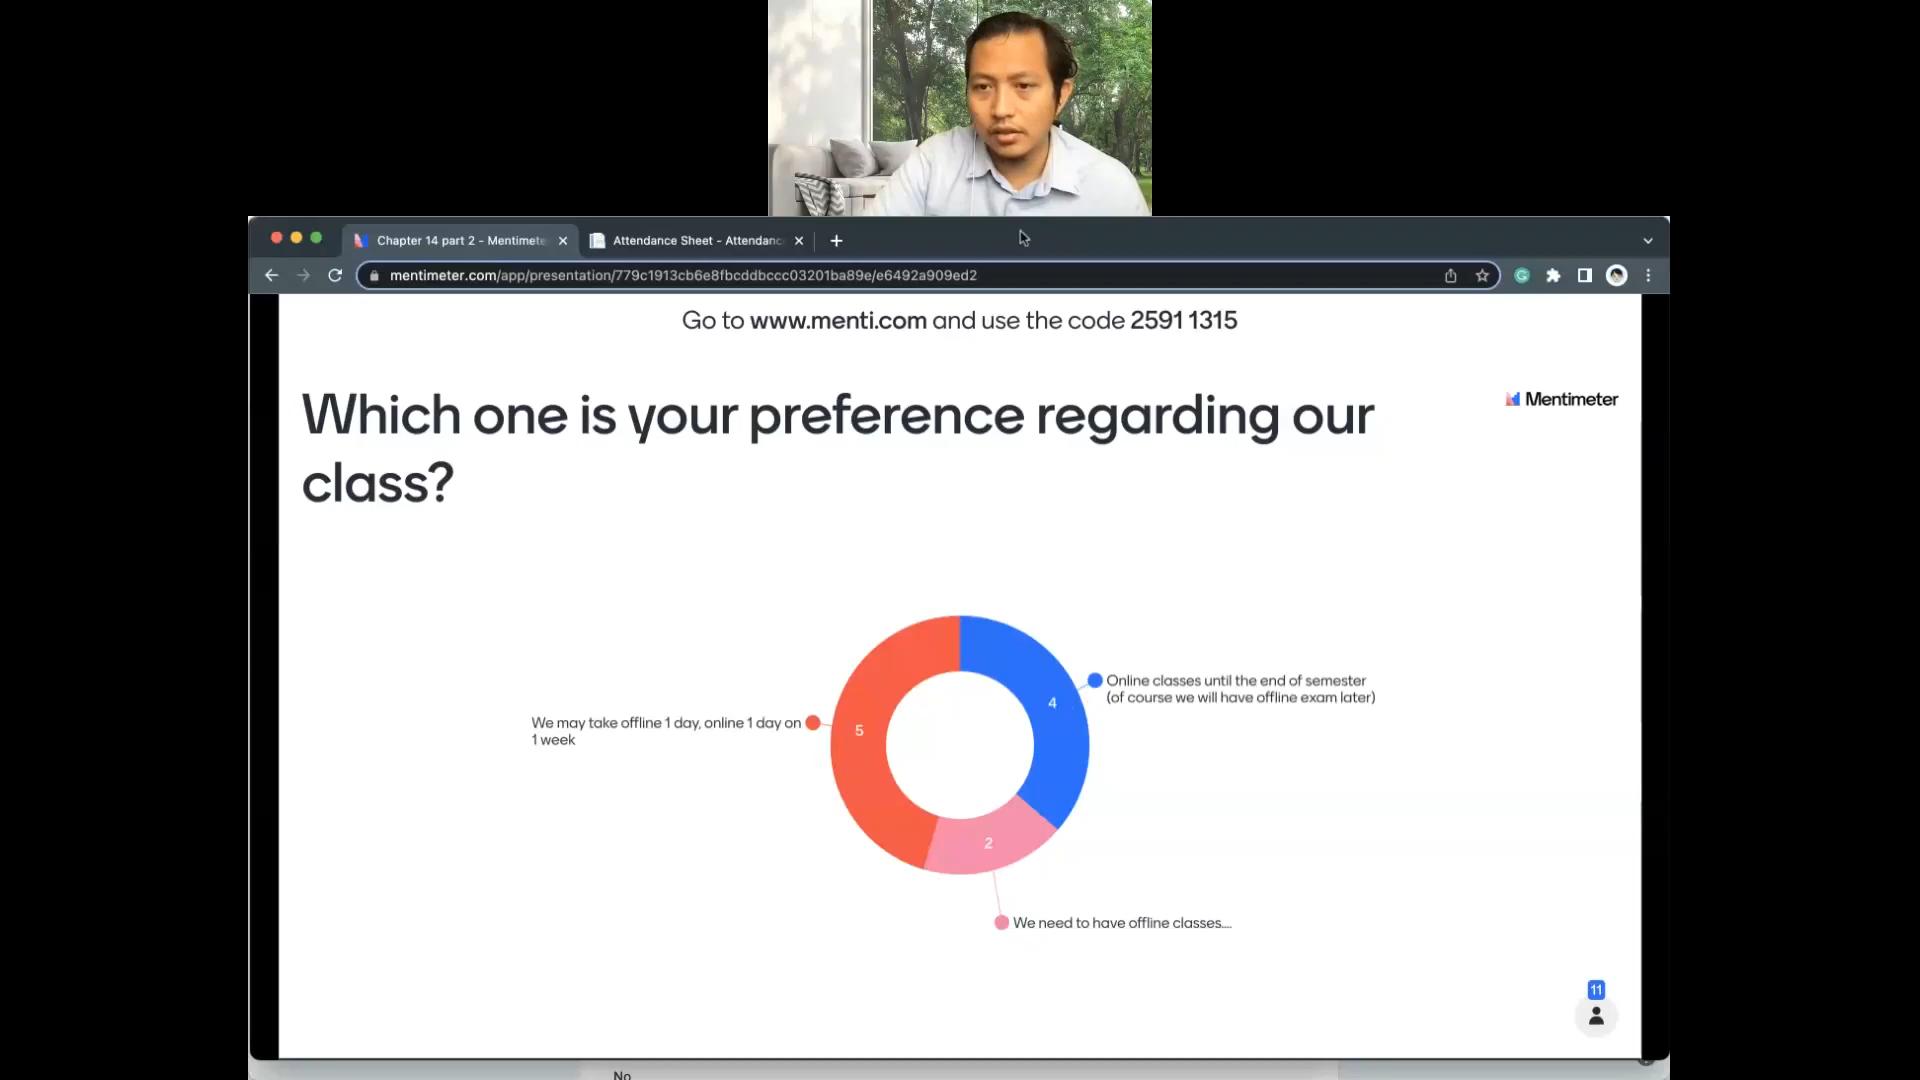 Chapter 14 part 2 - Mentimete
Attendance Sheet - Attendanc
mentimeter.com/app/presentation/779c1913cb6e8fbcddbccc03201ba89e/e6492a909ed2
Go to www.menti.com and use the code 2591 1315
Which one is your preference regarding our
class?
Mentimeter
Online classes until the end of semester
(of course we will have offline exam later)
4
We may take offline 1 day, online 1 day on
1 week
5
2
We need to have offline classes....
11
No